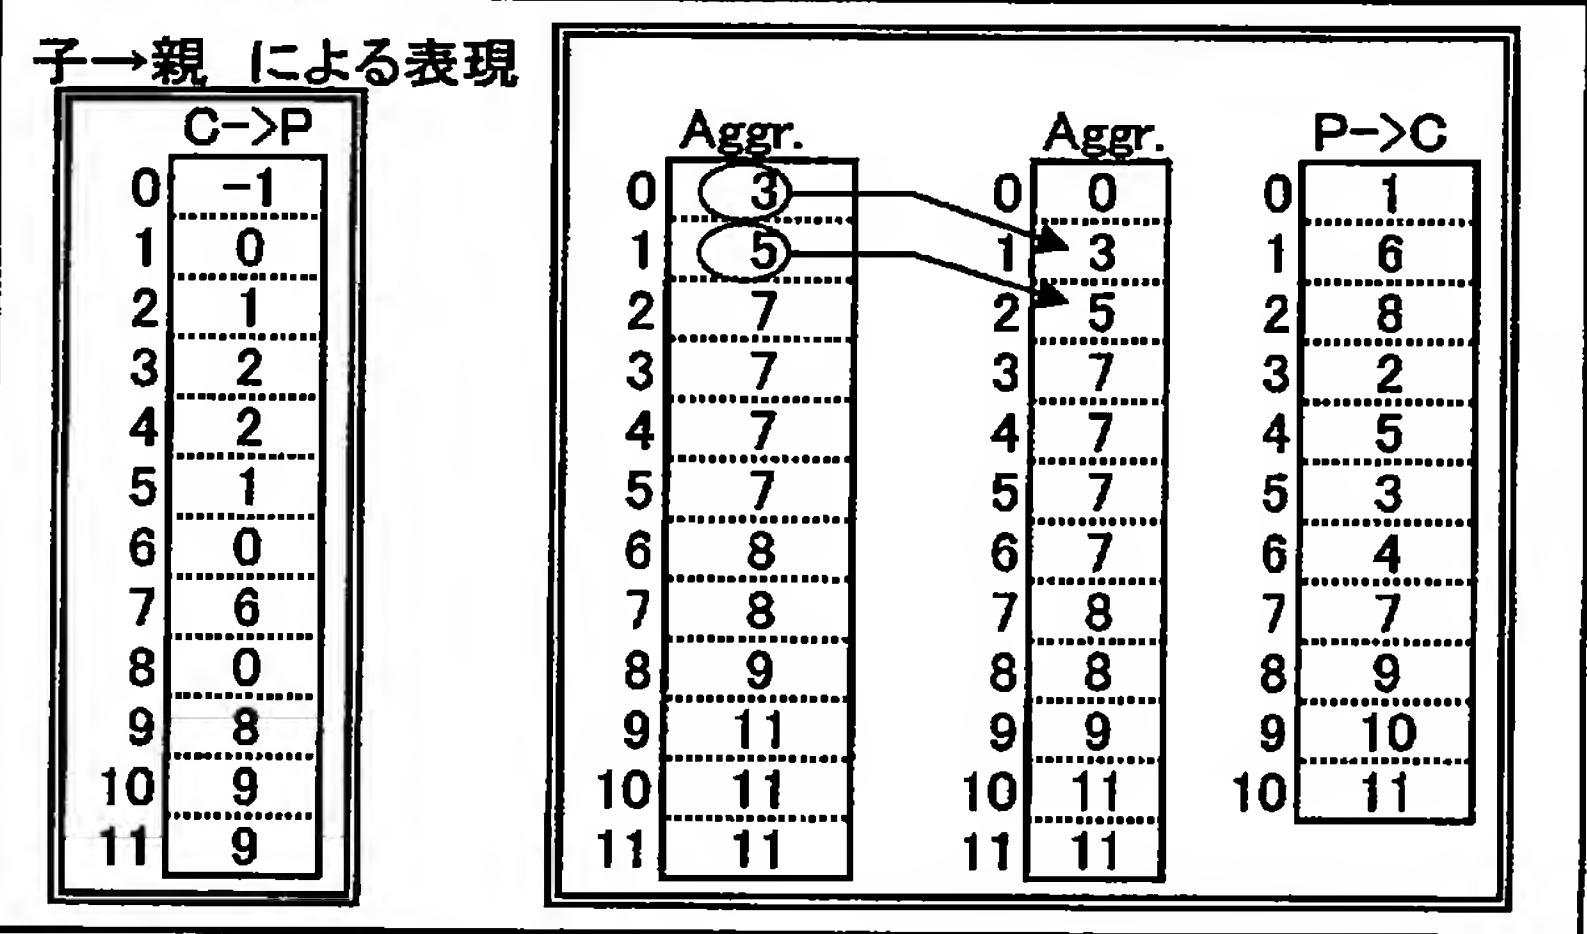 子→親 による表現
C->P Aggr. Aggr. P->C
0 -1 0 3 0 0 0 1
1 0 1 5 1 3 1 6
2 1 2 7 2 5 2 8
3 2 3 7 3 7 3 2
4 2 4 7 4 7 4 5
5 1 5 7 5 7 5 3
6 0 6 8 6 7 6 4
7 6 7 8 7 8 7 7
8 0 8 9 8 8 8 9
9 8 9 11 9 9 9 10
10 9 10 11 10 11 10 11
11 9 11 11 11 11